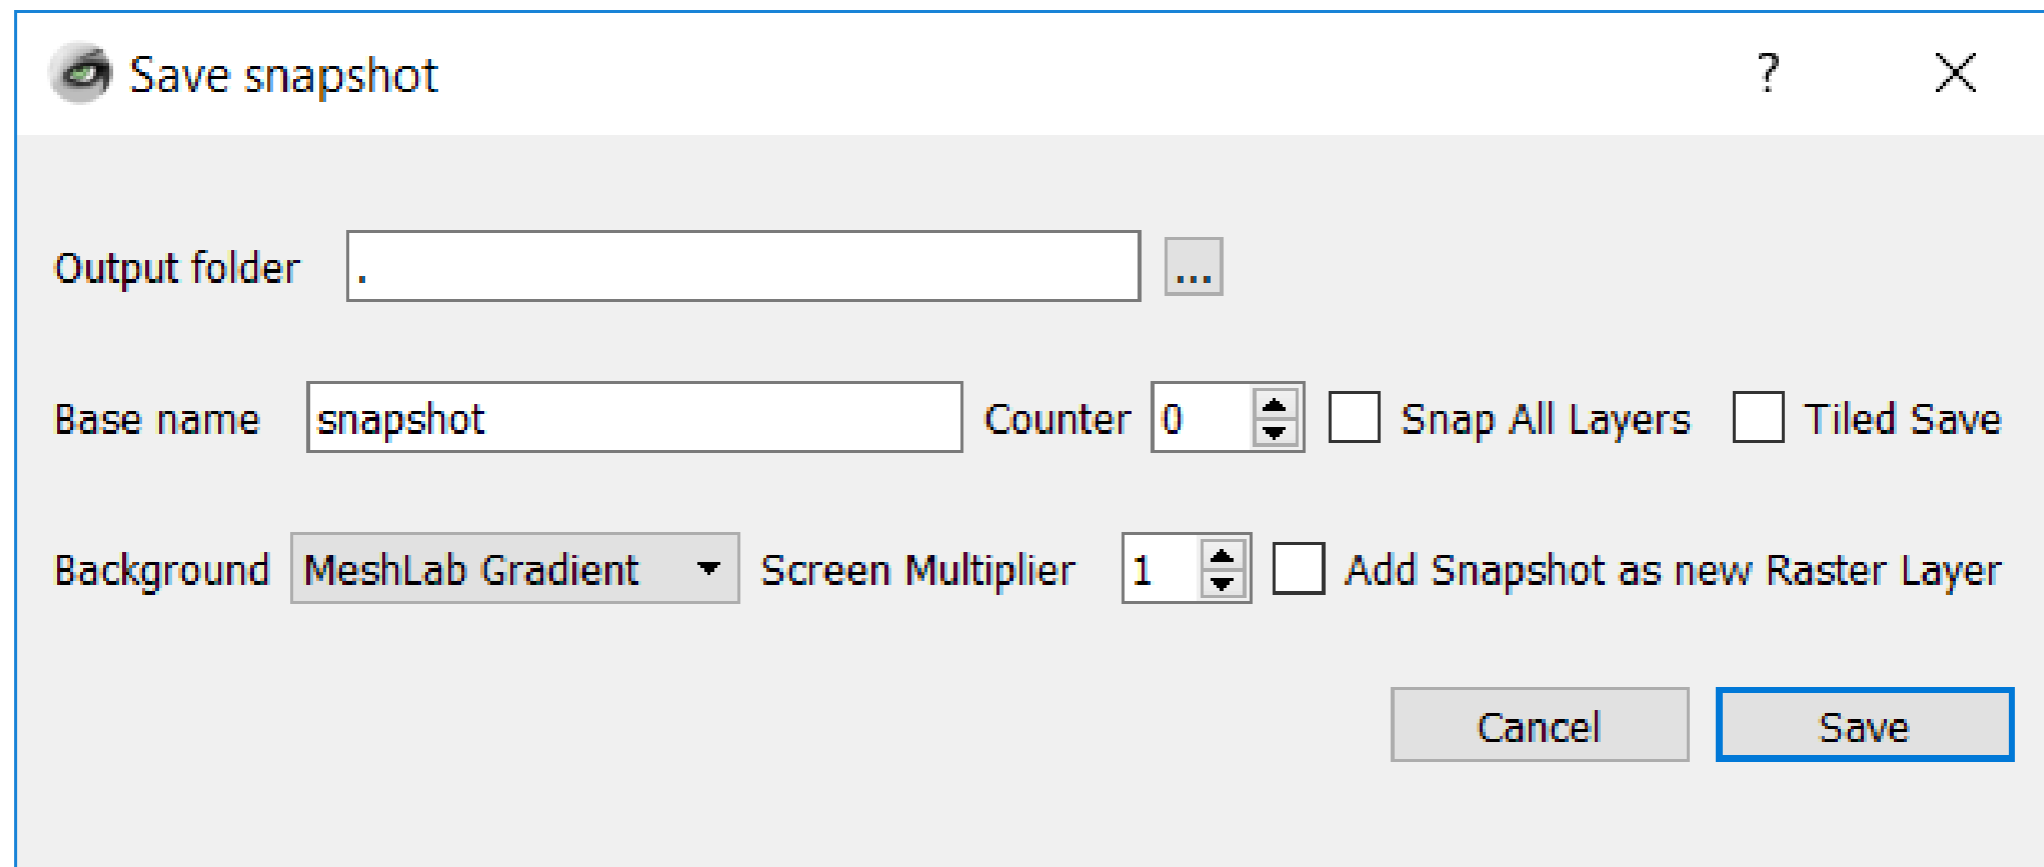 Save snapshot ?
Output folder . ...
Base name snapshot Counter 0 Snap All Layers Tiled Save
Background MeshLab Gradient Screen Multiplier 1 Add Snapshot as new Raster Layer
Cancel Save